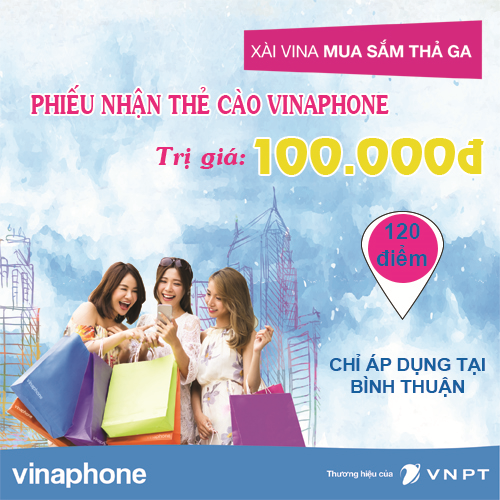 XÀI VINA MUA SẮM THẢ GA
PHIẾU NHẬN THẺ CÀO VINAPHONE
Trị giá: 100.000đ
120
điểm
CHỈ ÁP DỤNG TẠI
BÌNH THUẬN
vinaphone
Thương hiệu của VNPT